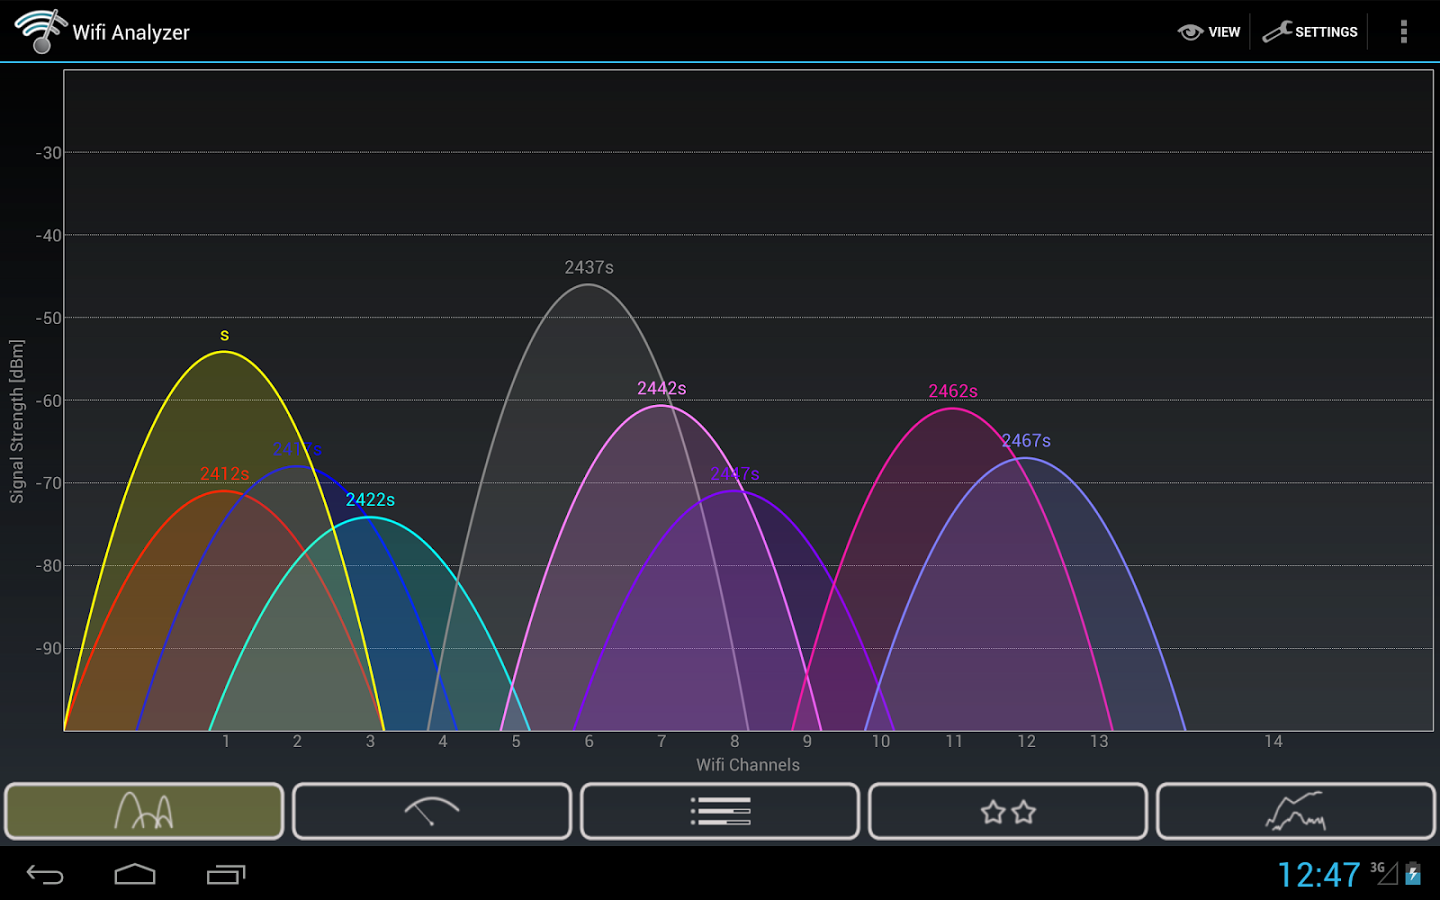 Wifi Analyzer
VIEW
SETTINGS
-30
-40
-50
-60
-70
-80
-90
Signal Strength [dBm]
2437s
s
2442s
2462s
2467s
2417s
2412s
2447s
2422s
1 2 3 4 5 6 7 8 9 10 11 12 13 14
Wifi Channels
12:47
3G